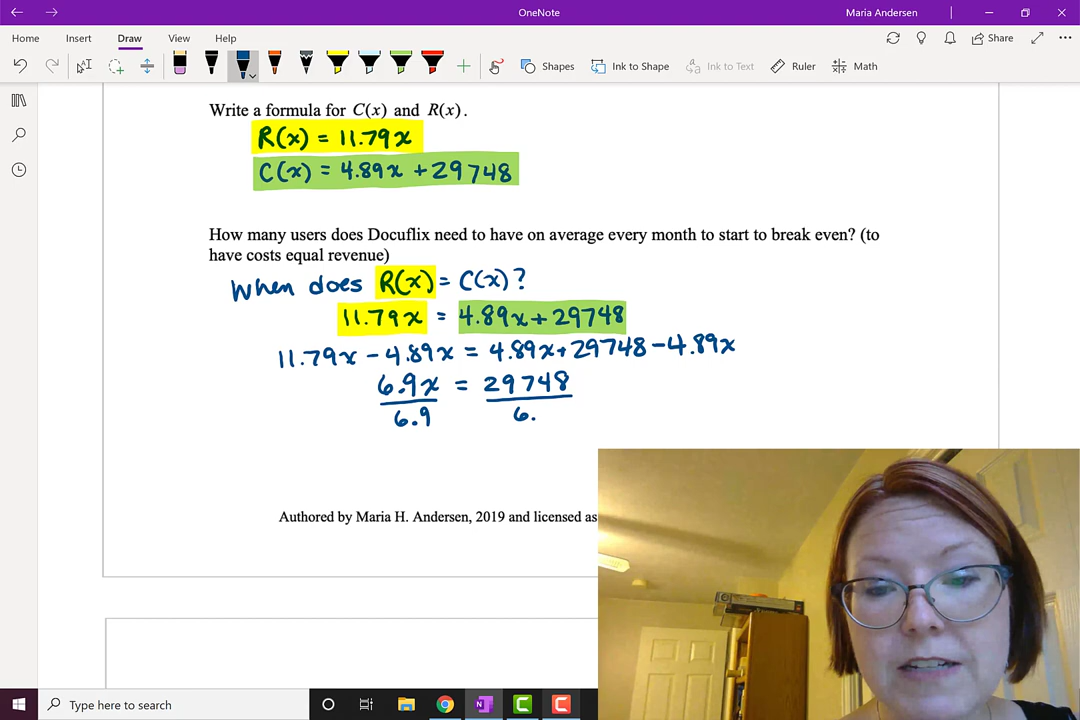 OneNote
Maria Andersen
Home Insert Draw View Help
Share
Shapes Ink to Shape Ink to Text Ruler Math
Write a formula for C(x) and R(x).
R(x) = 11.79x
C(x) = 4.89x + 29748
How many users does Docuflix need to have on average every month to start to break even? (to
have costs equal revenue)
When does R(x) = C(x)?
11.79x = 4.89x + 29748
11.79x - 4.89x = 4.89x + 29748 - 4.89x
6.9x = 29748
6.9 6.
Authored by Maria H. Andersen, 2019 and licensed as
Type here to search